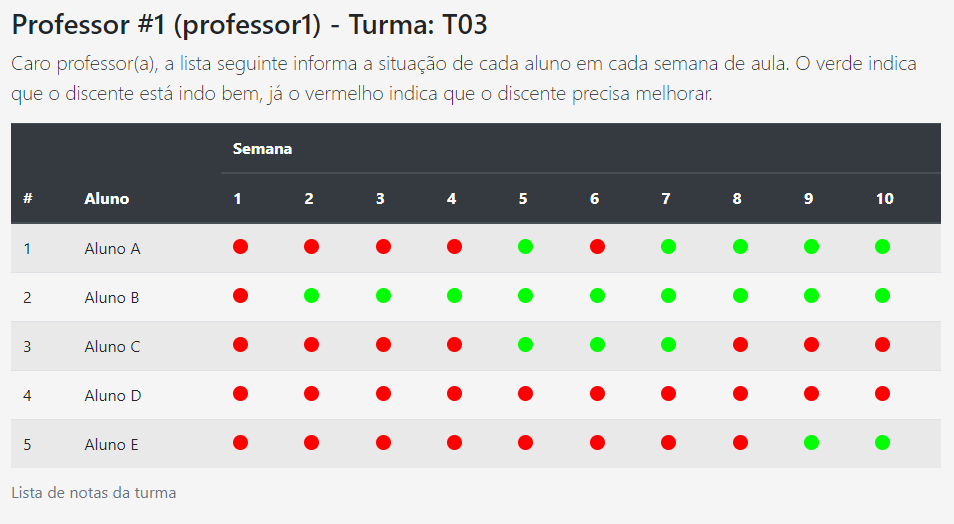 Professor #1 (professor1) - Turma: T03
Caro professor(a), a lista seguinte informa a situação de cada aluno em cada semana de aula. O verde indica
que o discente está indo bem, já o vermelho indica que o discente precisa melhorar.
Semana
# Aluno 1 2 3 4 5 6 7 8 9 10
1 Aluno A
2 Aluno B
3 Aluno C
4 Aluno D
5 Aluno E
Lista de notas da turma